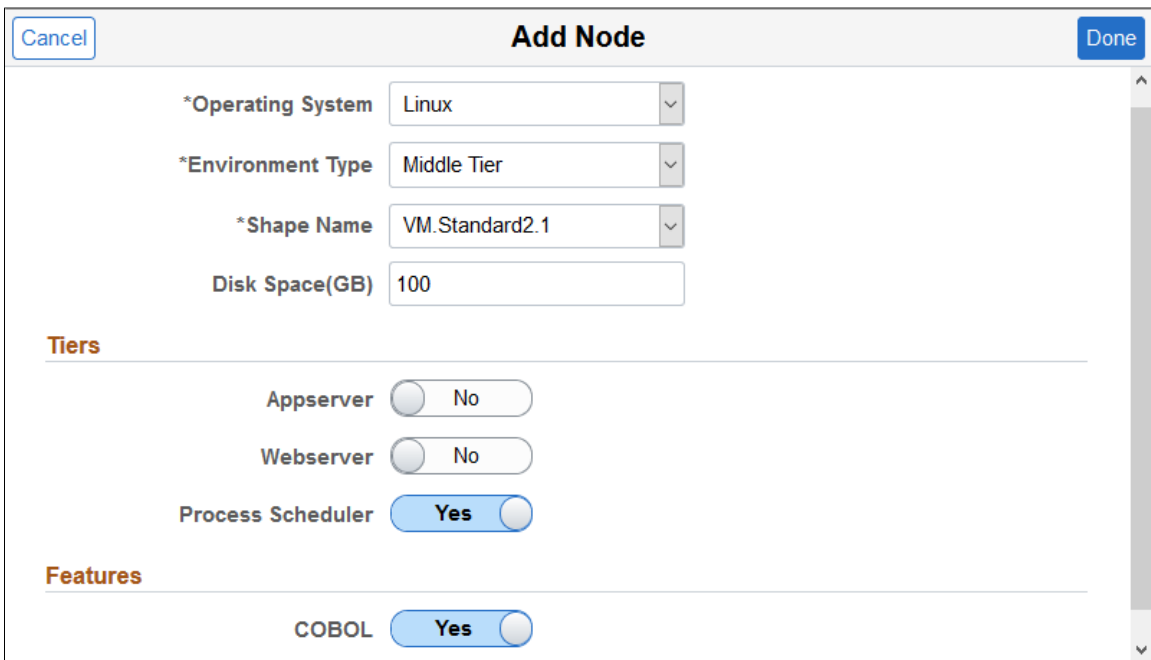 Cancel Add Node Done
*Operating System Linux
*Environment Type Middle Tier
*Shape Name VM.Standard2.1
Disk Space(GB) 100
Tiers
Appserver No
Webserver No
Process Scheduler Yes
Features
COBOL Yes